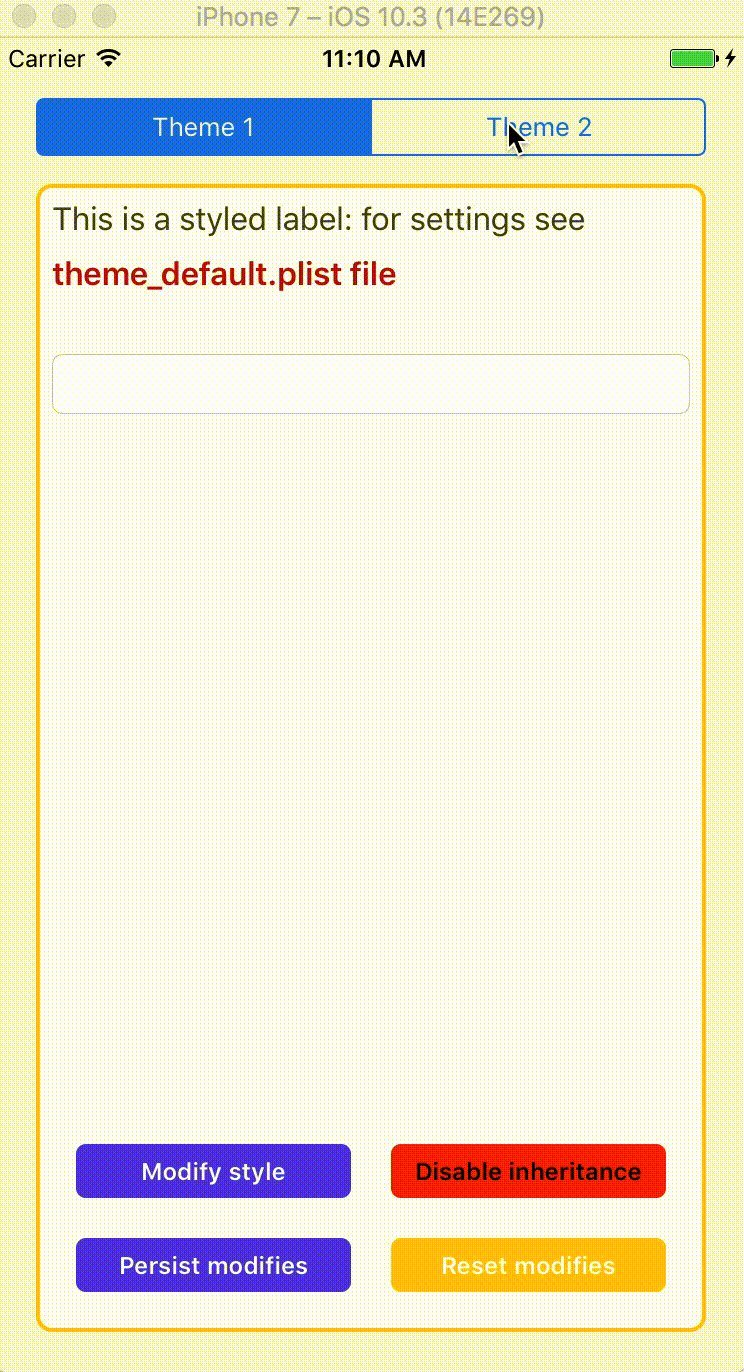 iPhone 7 – iOS 10.3 (14E269)
Carrier 11:10 AM
Theme 1 Theme 2
This is a styled label: for settings see
theme_default.plist file
Modify style Disable inheritance
Persist modifies Reset modifies